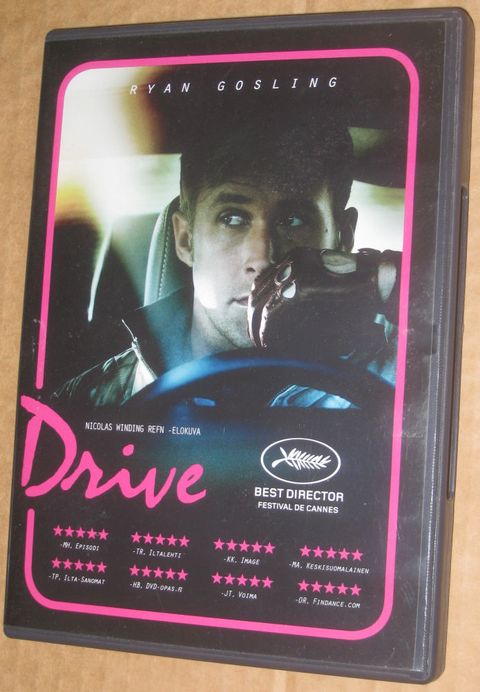 RYAN GOSLING
NICOLAS WINDING REFN -ELOKUVA
Drive
BEST DIRECTOR
FESTIVAL DE CANNES
★★★★★ ★★★★★ ★★★★★ ★★★★★
-MH. EPISODI -TR. ILTALEHTI -KK. IMAGE -MA. KESKISUOMALAINEN
★★★★★ ★★★★★ ★★★★★ ★★★★★
-TP. ILTA-SANOMAT -HB. DVD-OPAS.FI -JT. VOIMA -OR. FINDANCE.COM